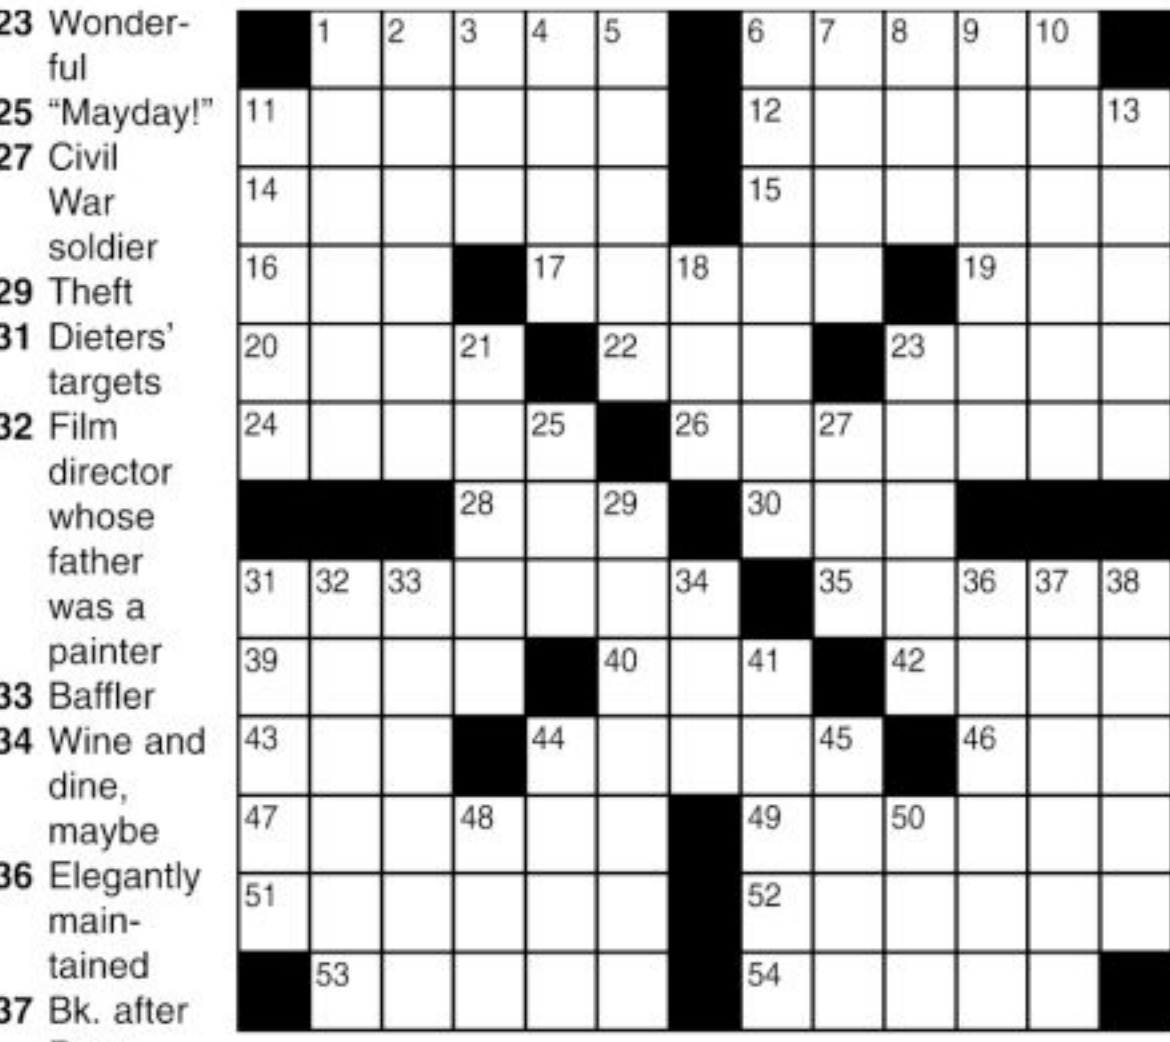 23 Wonder-
ful
25 “Mayday!”
27 Civil
War
soldier
29 Theft
31 Dieters’
targets
32 Film
director
whose
father
was a
painter
33 Baffler
34 Wine and
dine,
maybe
36 Elegantly
main-
tained
37 Bk. after
1 2 3 4 5 6 7 8 9 10
11 12 13
14 15
16 17 18 19
20 21 22 23
24 25 26 27
28 29 30
31 32 33 34 35 36 37 38
39 40 41 42
43 44 45 46
47 48 49 50
51 52
53 54